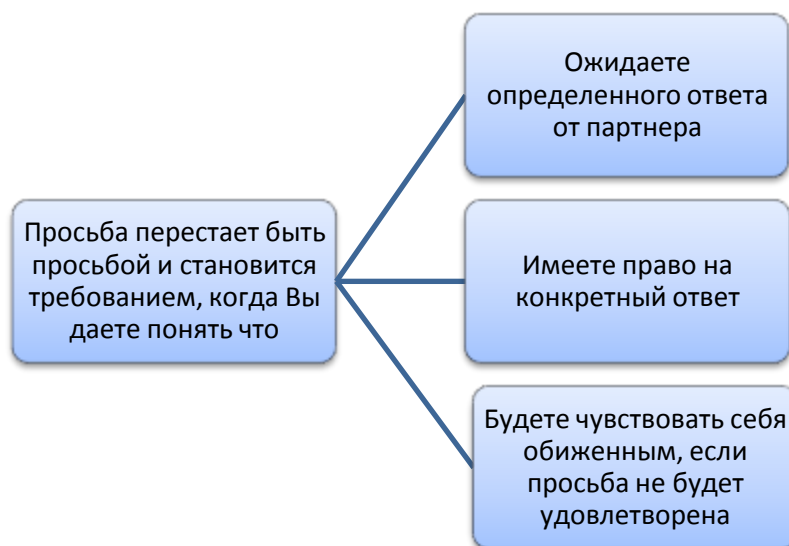 Просьба перестает быть
просьбой и становится
требованием, когда Вы
даете понять что
Ожидаете
определенного ответа
от партнера
Имеете право на
конкретный ответ
Будете чувствовать себя
обиженным, если
просьба не будет
удовлетворена